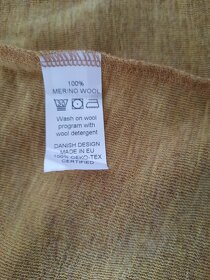 100%
MERINO WOOL
Wash on wool
program with
wool detergent
DANISH DESIGN
MADE IN EU
100% OEKO-TEX
CERTIFIED